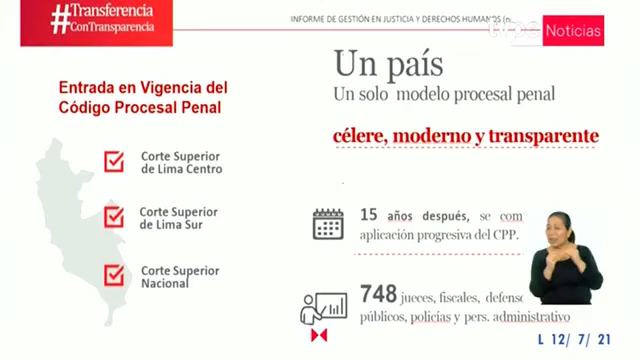 #Transferencia
ConTransparencia
INFORME DE GESTIÓN EN JUSTICIA Y DERECHOS HUMANOS
Noticias
Entrada en Vigencia del
Código Procesal Penal
Corte Superior
de Lima Centro
Corte Superior
de Lima Sur
Corte Superior
Nacional
Un país
Un solo modelo procesal penal
célere, moderno y transparente
15 años después, se com
aplicación progresiva del CPP.
748 jueces, fiscales, defenso
públicos, policías y pers. administrativo
L 12/ 7/ 21